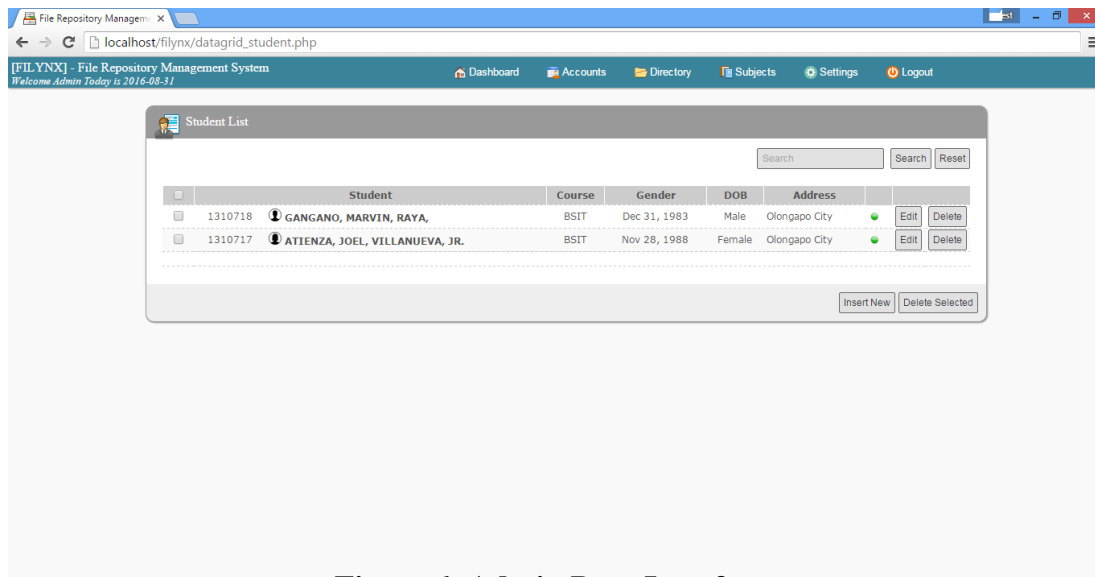 File Repository Managem
localhost/filynx/datagrid_student.php
[FILYNX] - File Repository Management System
Welcome Admin Today is 2016-08-31
Dashboard Accounts Directory Subjects Settings Logout
Student List
Search Search Reset
Student Course Gender DOB Address
1310718 GANGANO, MARVIN, RAYA, BSIT Dec 31, 1983 Male Olongapo City Edit Delete
1310717 ATIENZA, JOEL, VILLANUEVA, JR. BSIT Nov 28, 1988 Female Olongapo City Edit Delete
Insert New Delete Selected